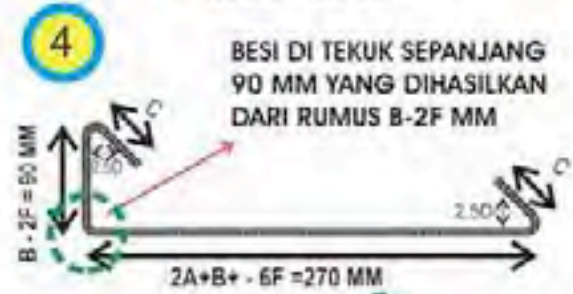 4
BESI DI TEKUK SEPANJANG
90 MM YANG DIHASILKAN
DARI RUMUS B-2F MM
C
B - 2F = 90 MM
C
2.5D
2A+B+ - 6F =270 MM